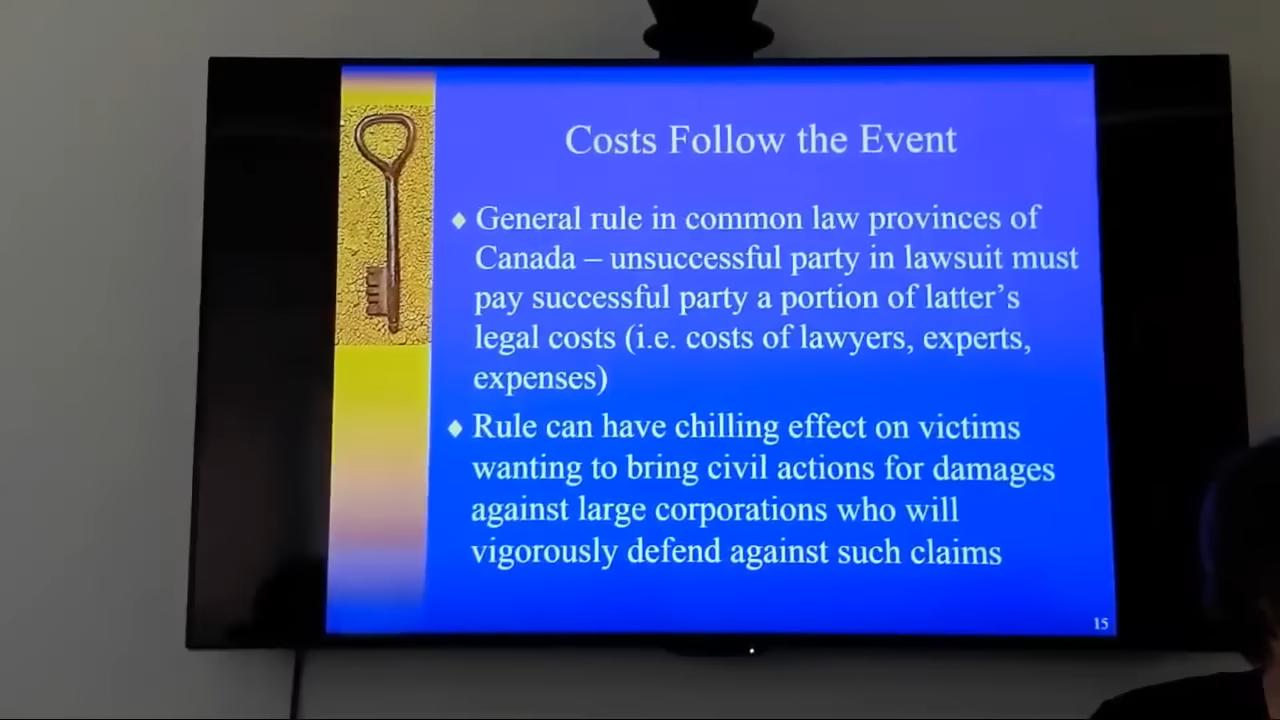 Costs Follow the Event
♦ General rule in common law provinces of
Canada – unsuccessful party in lawsuit must
pay successful party a portion of latter’s
legal costs (i.e. costs of lawyers, experts,
expenses)
♦ Rule can have chilling effect on victims
wanting to bring civil actions for damages
against large corporations who will
vigorously defend against such claims
15